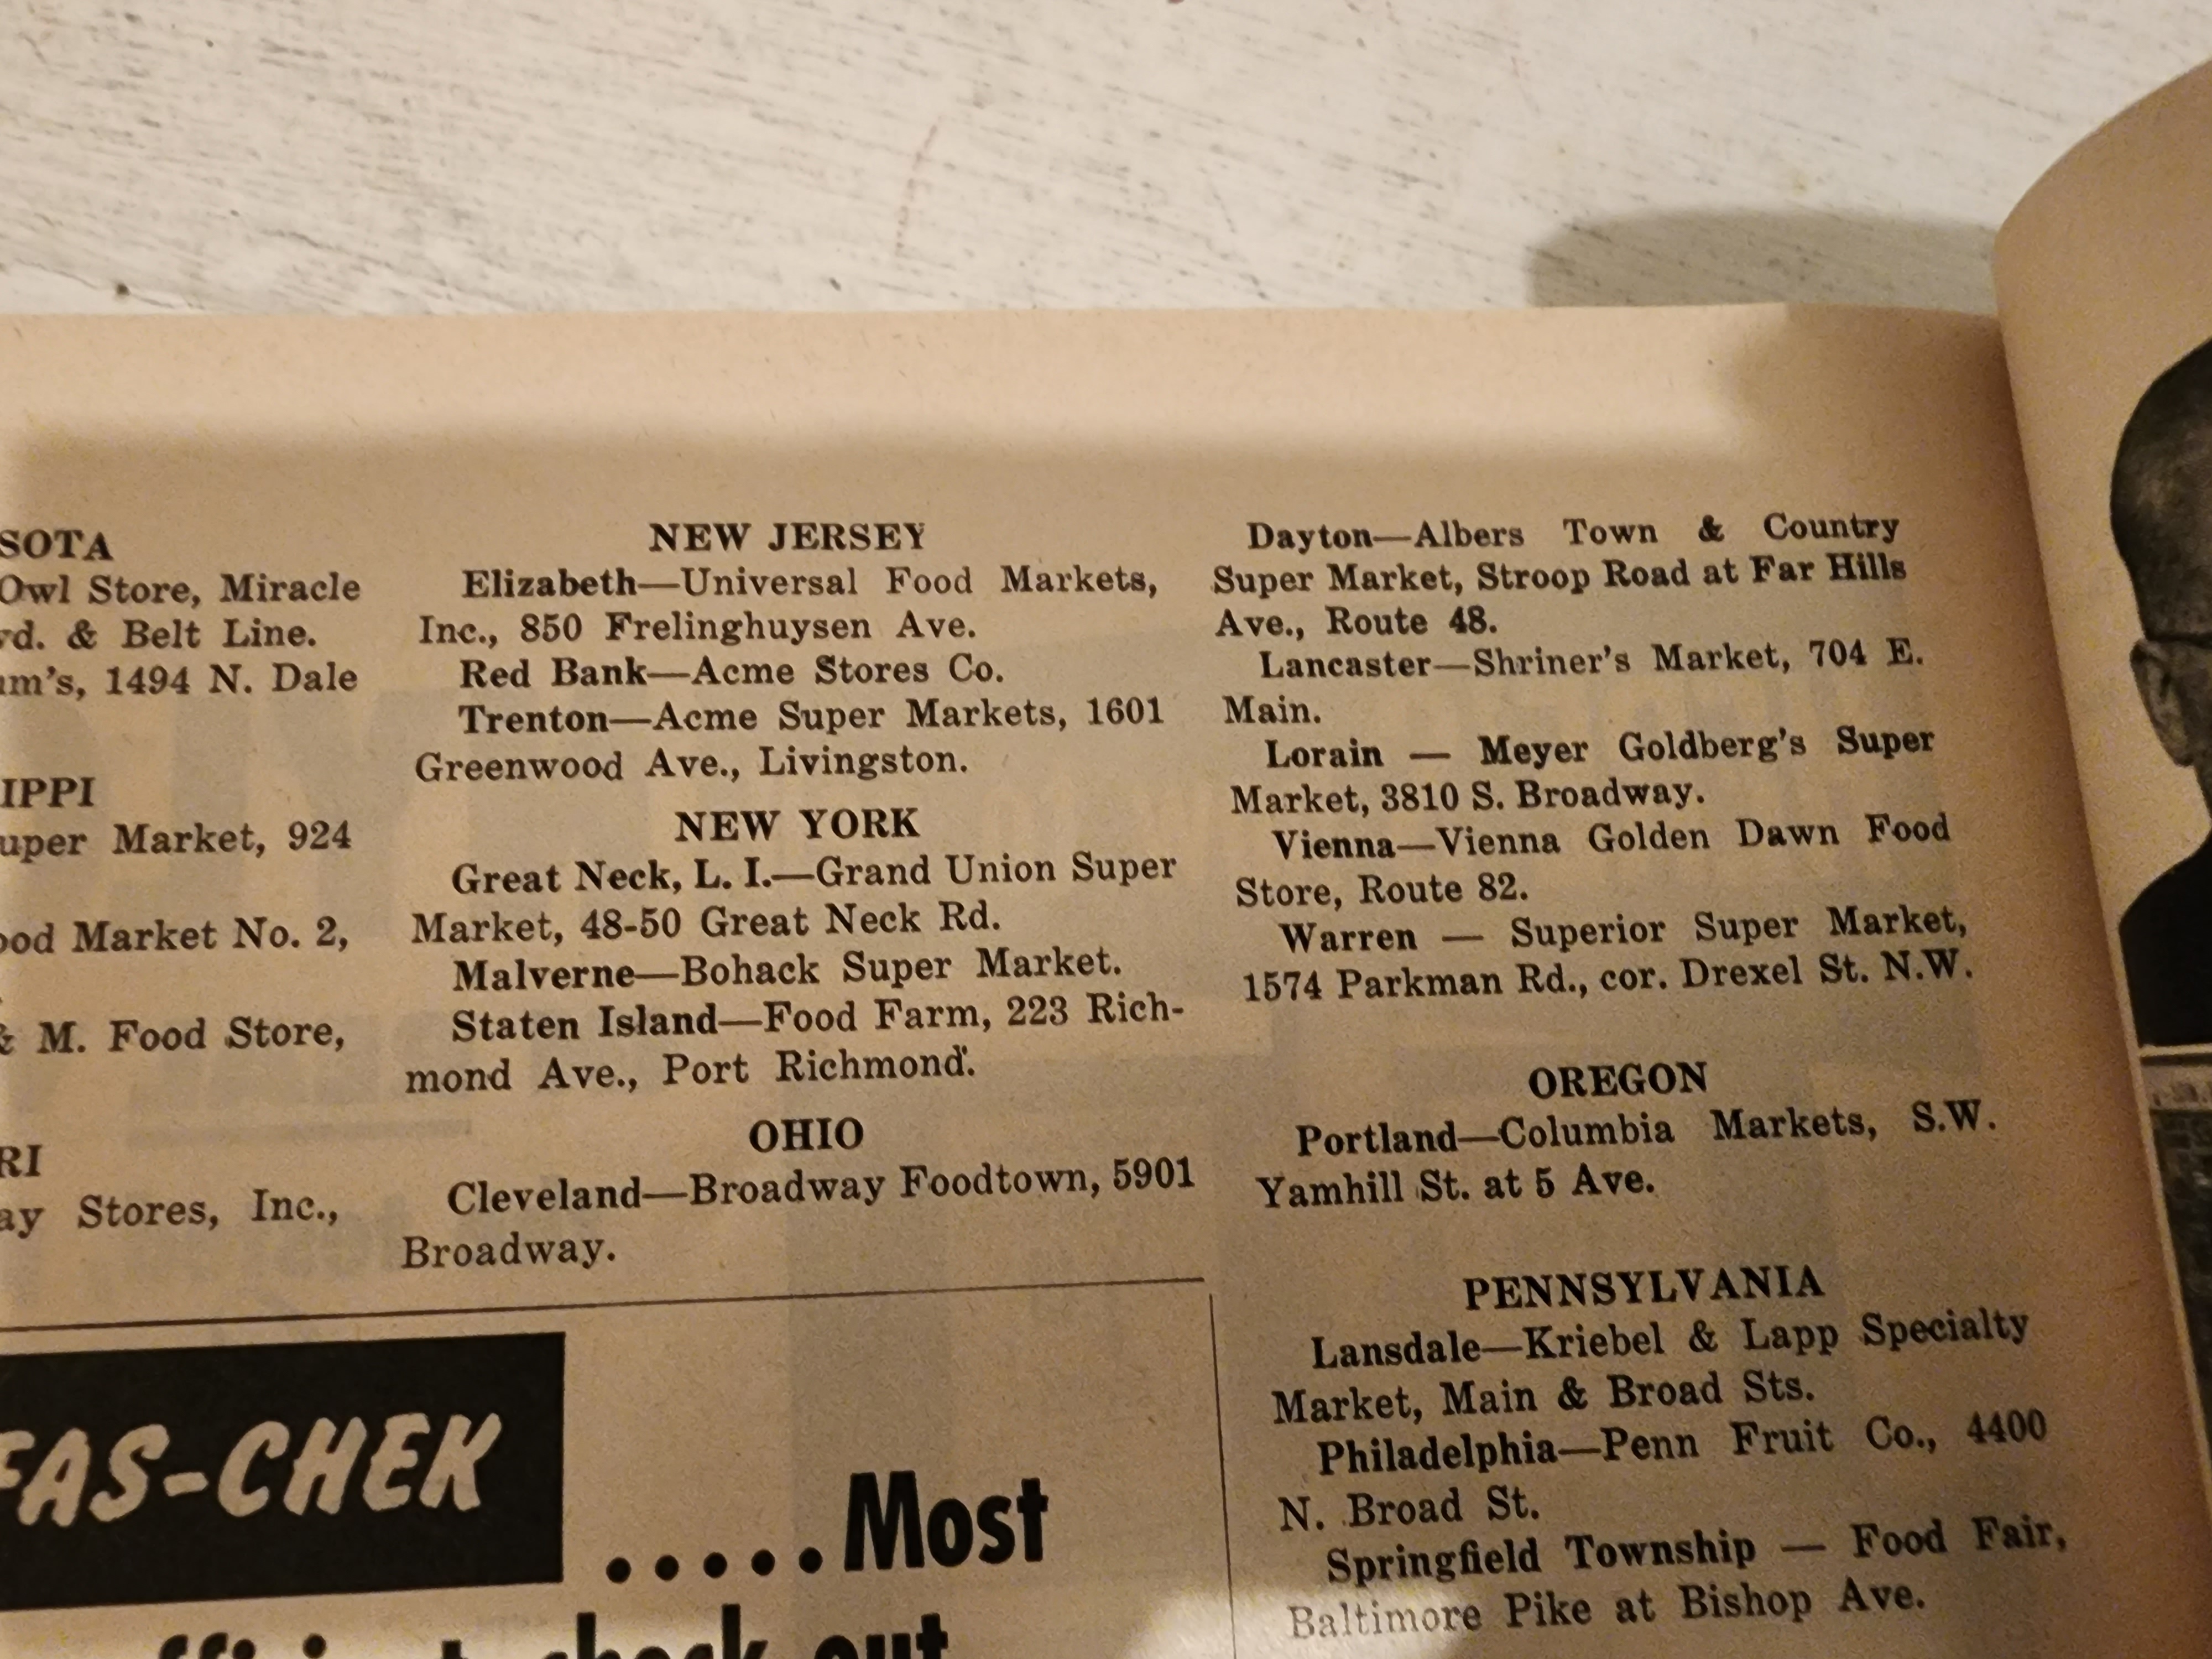 SOTA
Owl Store, Miracle
vd. & Belt Line.
um's, 1494 N. Dale
IPPI
uper Market, 924
ood Market No. 2,
& M. Food Store,
RI
ay Stores, Inc.,
NEW JERSEY
Elizabeth—Universal Food Markets,
Inc., 850 Frelinghuysen Ave.
Red Bank—Acme Stores Co.
Trenton—Acme Super Markets, 1601
Greenwood Ave., Livingston.
NEW YORK
Great Neck, L. I.—Grand Union Super
Market, 48-50 Great Neck Rd.
Malverne—Bohack Super Market.
Staten Island—Food Farm, 223 Rich-
mond Ave., Port Richmond.
OHIO
Cleveland—Broadway Foodtown, 5901
Broadway.
Dayton—Albers Town & Country
Super Market, Stroop Road at Far Hills
Ave., Route 48.
Lancaster—Shriner's Market, 704 E.
Main.
Lorain — Meyer Goldberg's Super
Market, 3810 S. Broadway.
Vienna—Vienna Golden Dawn Food
Store, Route 82.
Warren — Superior Super Market,
1574 Parkman Rd., cor. Drexel St. N.W.
OREGON
Portland—Columbia Markets, S.W.
Yamhill St. at 5 Ave.
PENNSYLVANIA
Lansdale—Kriebel & Lapp Specialty
Market, Main & Broad Sts.
Philadelphia—Penn Fruit Co., 4400
N. Broad St.
Springfield Township — Food Fair,
Baltimore Pike at Bishop Ave.
FAS-CHEK
.....Most
check out